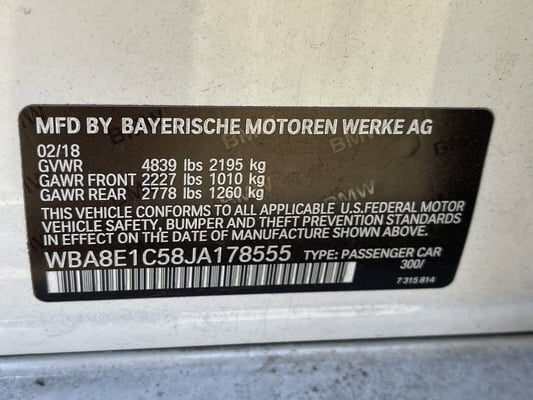 MFD BY BAYERISCHE MOTOREN WERKE AG
02/18
GVWR 4839 lbs 2195 kg
GAWR FRONT 2227 lbs 1010 kg
GAWR REAR 2778 lbs 1260 kg
THIS VEHICLE CONFORMS TO ALL APPLICABLE U.S.FEDERAL MOTOR
VEHICLE SAFETY, BUMPER AND THEFT PREVENTION STANDARDS
IN EFFECT ON THE DATE OF MANUFACTURE SHOWN ABOVE.
WBA8E1C58JA178555 TYPE: PASSENGER CAR
300/
7 315 814